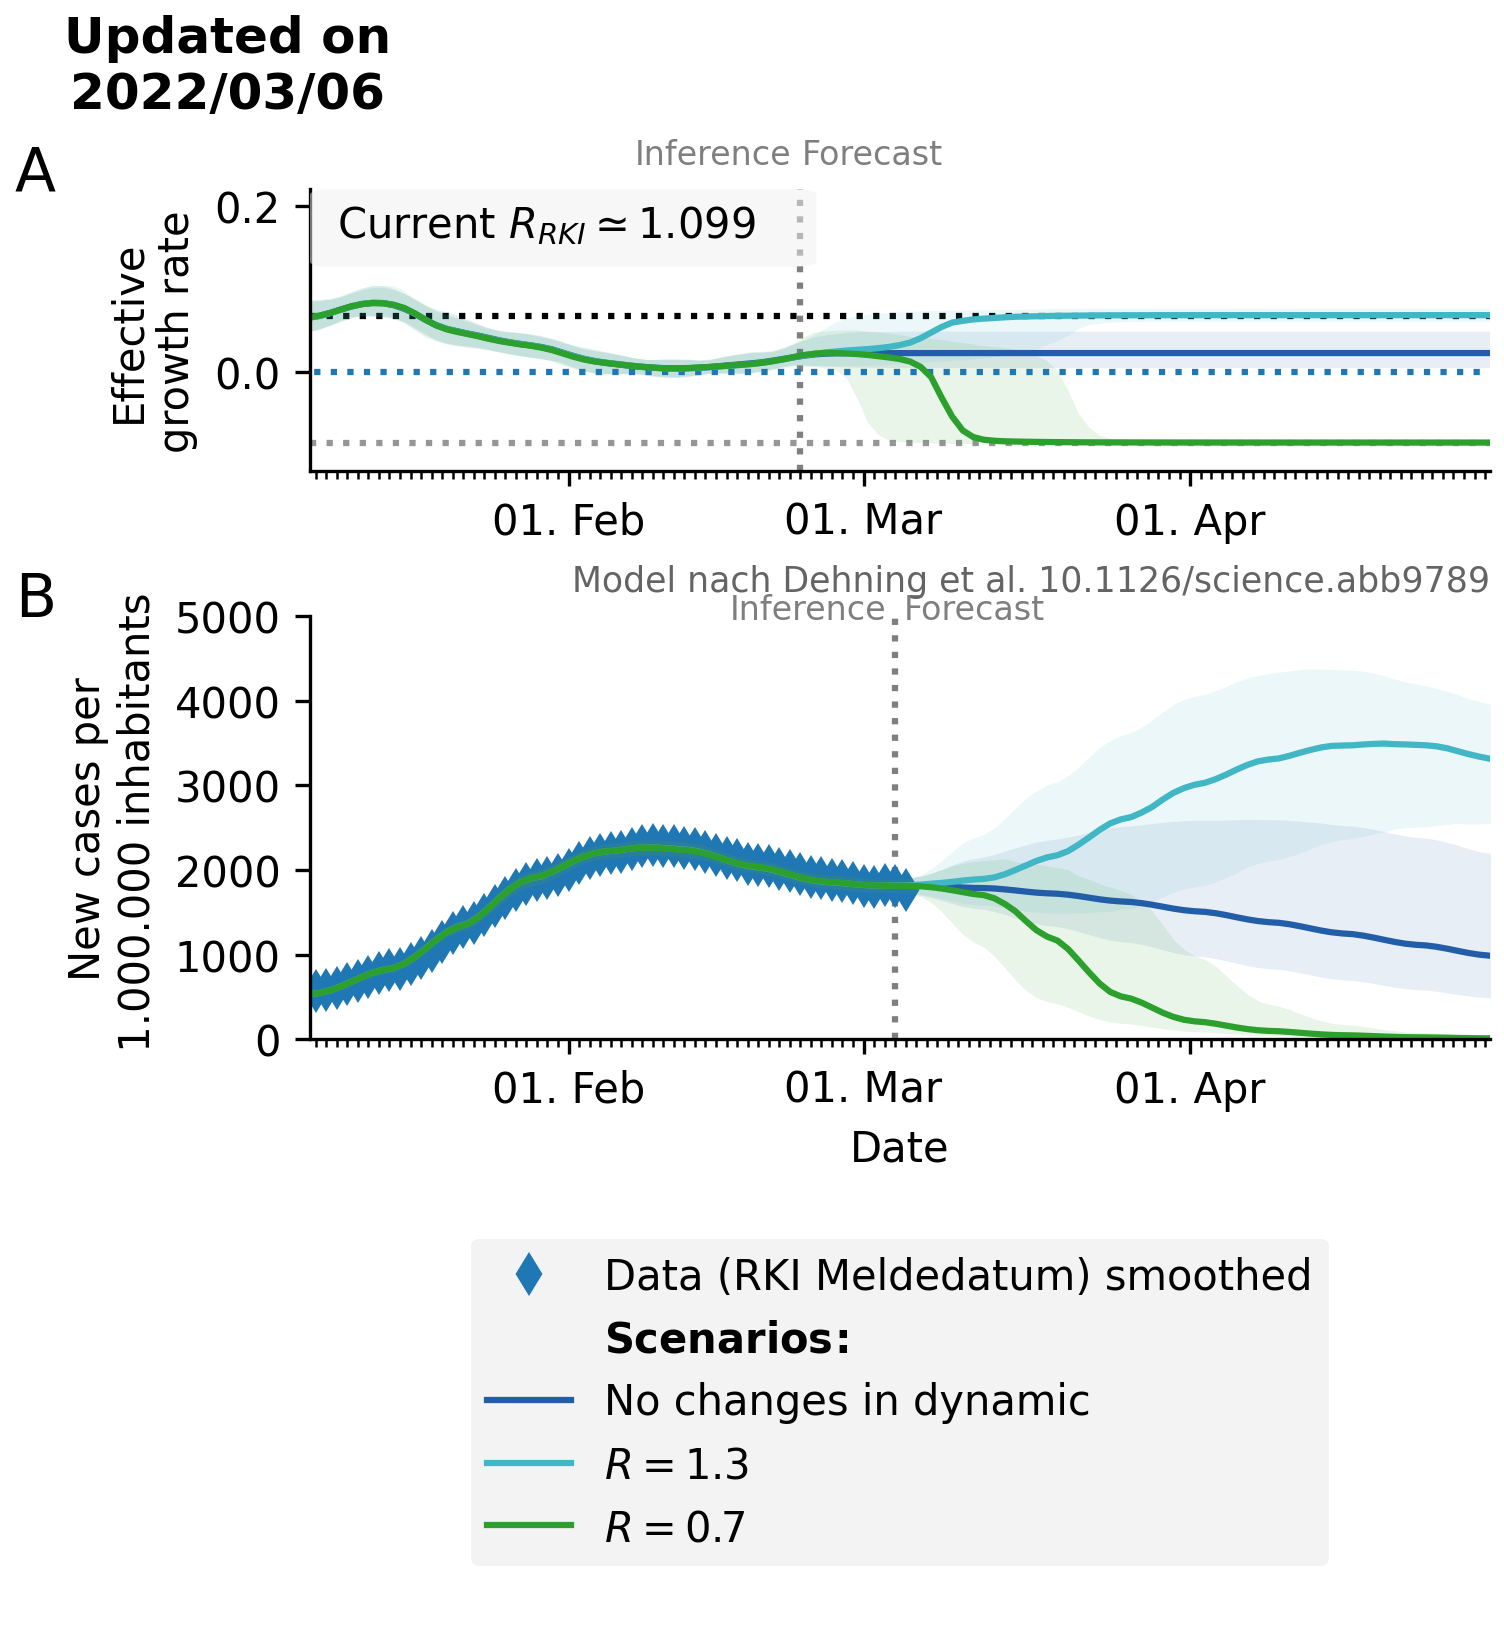 Updated on
2022/03/06
A
Inference Forecast
Current R_RKI ≃ 1.099
Effective
growth rate
0.2
0.0
01. Feb
01. Mar
01. Apr
B
Model nach Dehning et al. 10.1126/science.abb9789
Inference Forecast
New cases per
1.000.000 inhabitants
5000
4000
3000
2000
1000
0
01. Feb
01. Mar
01. Apr
Date
Data (RKI Meldedatum) smoothed
Scenarios:
No changes in dynamic
R = 1.3
R = 0.7